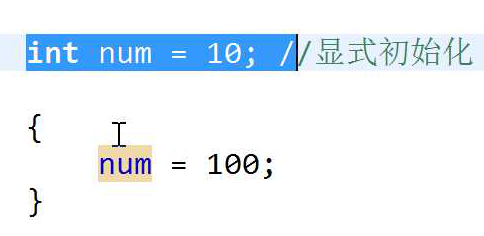 int num = 10; //显式初始化
{
num = 100;
}